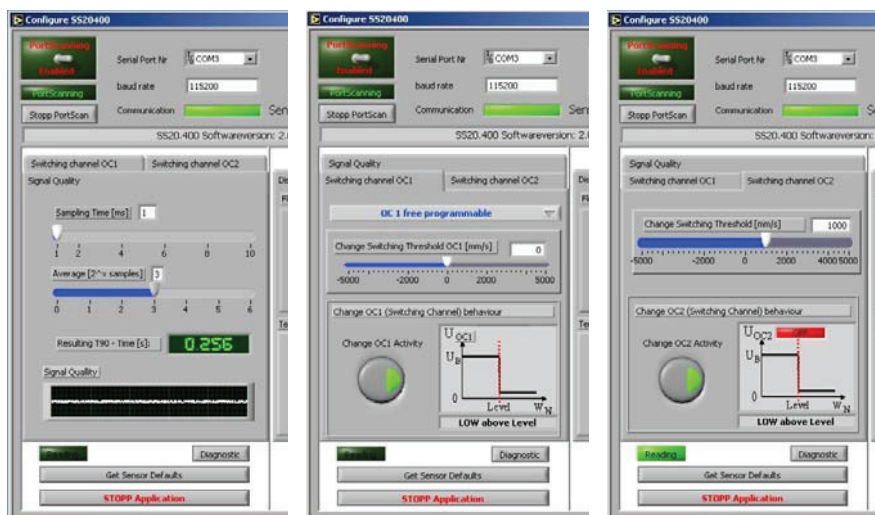 Configure SS20400
PortScanning
Enabled
PortScanning
Stopp PortScan
Serial Port Nr
COM3
baud rate
115200
Communication
Sen
SS20.400 Softwareversion: 2.
Switching channel OC1
Switching channel OC2
Signal Quality
Sampling Time [ms]
1
1 2 4 6 8 10
Average [2^x samples]
3
0 1 2 3 4 5 6
Resulting T90 - Time [s]:
0.256
Signal Quality
Reading
Diagnostic
Get Sensor Defaults
STOPP Application
Configure SS20400
PortScanning
Enabled
PortScanning
Stopp PortScan
Serial Port Nr
COM3
baud rate
115200
Communication
Sen
SS20.400 Softwareversion: 2.
Signal Quality
Switching channel OC1
Switching channel OC2
OC 1 free programmable
Change Switching Threshold OC1 [mm/s]
0
-5000 -2000 0 2000 5000
Change OC1 (Switching Channel) behaviour
Change OC1 Activity
U OC1
U B
0
Level
W N
LOW above Level
Reading
Diagnostic
Get Sensor Defaults
STOPP Application
Configure SS20400
PortScanning
Enabled
PortScanning
Stopp PortScan
Serial Port Nr
COM3
baud rate
115200
Communication
SS20.400 Softwareversion:
Signal Quality
Switching channel OC1
Switching channel OC2
Change Switching Threshold [mm/s]
1000
-5000 -2000 0 2000 4000 5000
Change OC2 (Switching Channel) behaviour
Change OC2 Activity
U OC2
U B
0
Level
W N
LOW above Level
Reading
Diagnostic
Get Sensor Defaults
STOPP Application